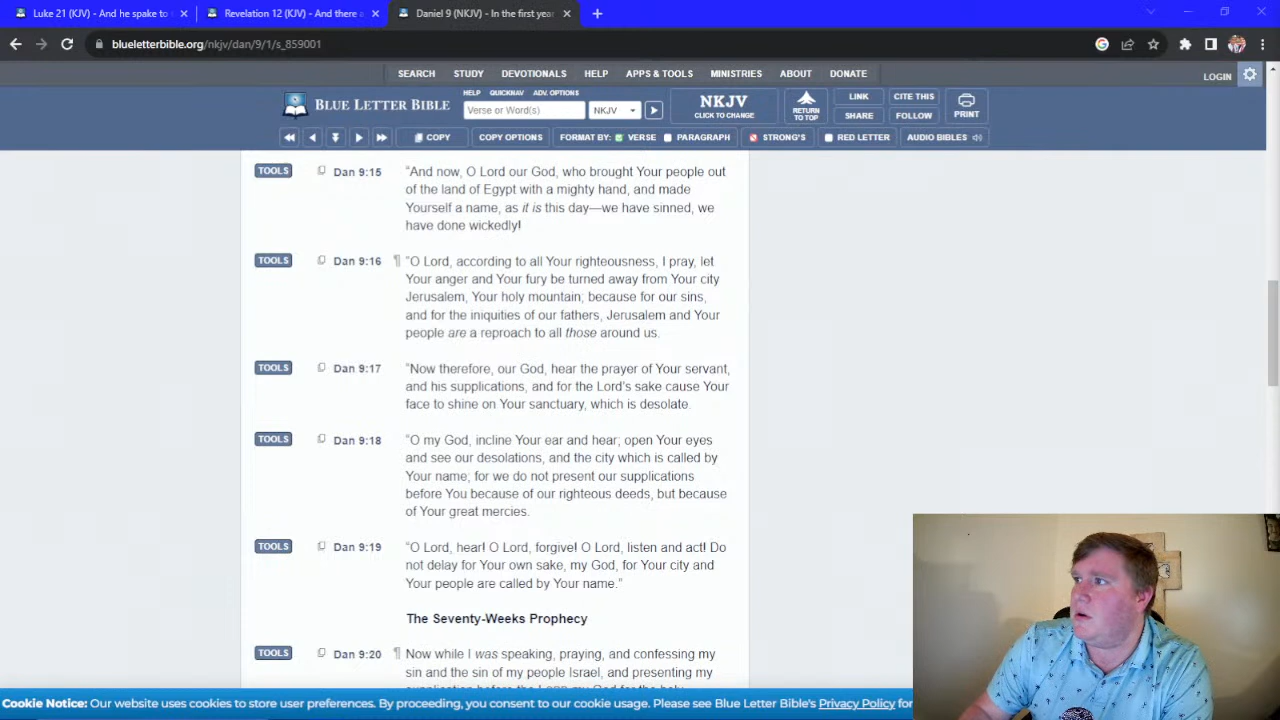 Luke 21 (KJV) - And he spake to
Revelation 12 (KJV) - And there a
Daniel 9 (NKJV) - In the first year
blueletterbible.org/nkjv/dan/9/1/s_859001
SEARCH STUDY DEVOTIONALS HELP APPS & TOOLS MINISTRIES ABOUT DONATE
LOGIN
BLUE LETTER BIBLE
HELP QUICKNAV ADV. OPTIONS
Verse or Word(s) NKJV
NKJV
CLICK TO CHANGE
RETURN
TO TOP
LINK CITE THIS
SHARE FOLLOW
PRINT
COPY COPY OPTIONS FORMAT BY: VERSE PARAGRAPH STRONG'S RED LETTER AUDIO BIBLES
TOOLS Dan 9:15 "And now, O Lord our God, who brought Your people out
of the land of Egypt with a mighty hand, and made
Yourself a name, as it is this day—we have sinned, we
have done wickedly!
TOOLS Dan 9:16 ¶ "O Lord, according to all Your righteousness, I pray, let
Your anger and Your fury be turned away from Your city
Jerusalem, Your holy mountain; because for our sins,
and for the iniquities of our fathers, Jerusalem and Your
people are a reproach to all those around us.
TOOLS Dan 9:17 "Now therefore, our God, hear the prayer of Your servant,
and his supplications, and for the Lord's sake cause Your
face to shine on Your sanctuary, which is desolate.
TOOLS Dan 9:18 "O my God, incline Your ear and hear; open Your eyes
and see our desolations, and the city which is called by
Your name; for we do not present our supplications
before You because of our righteous deeds, but because
of Your great mercies.
TOOLS Dan 9:19 "O Lord, hear! O Lord, forgive! O Lord, listen and act! Do
not delay for Your own sake, my God, for Your city and
Your people are called by Your name."
The Seventy-Weeks Prophecy
TOOLS Dan 9:20 ¶ Now while I was speaking, praying, and confessing my
sin and the sin of my people Israel, and presenting my
supplication before the LORD my God for the holy
Cookie Notice: Our website uses cookies to store user preferences. By proceeding, you consent to our cookie usage. Please see Blue Letter Bible's Privacy Policy for